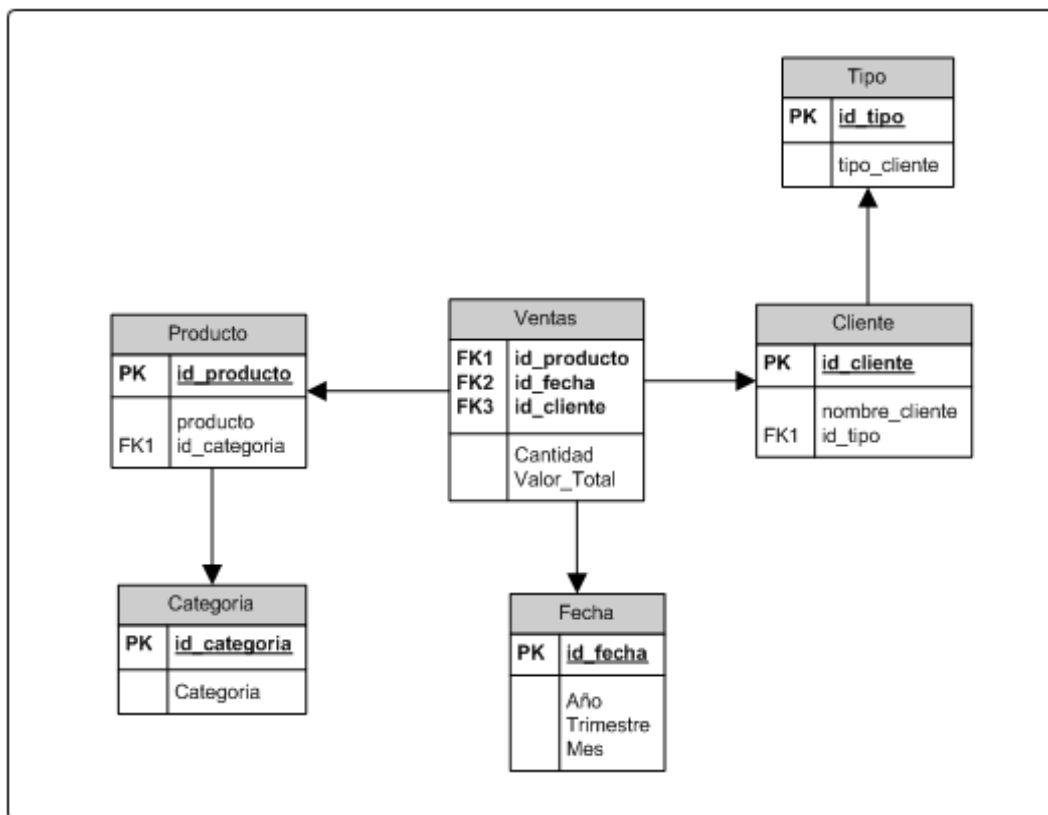 Tipo
PK id_tipo
tipo_cliente
Producto
PK id_producto
producto
FK1 id_categoria
Ventas
FK1 id_producto
FK2 id_fecha
FK3 id_cliente
Cantidad
Valor_Total
Cliente
PK id_cliente
nombre_cliente
FK1 id_tipo
Categoria
PK id_categoria
Categoria
Fecha
PK id_fecha
Año
Trimestre
Mes